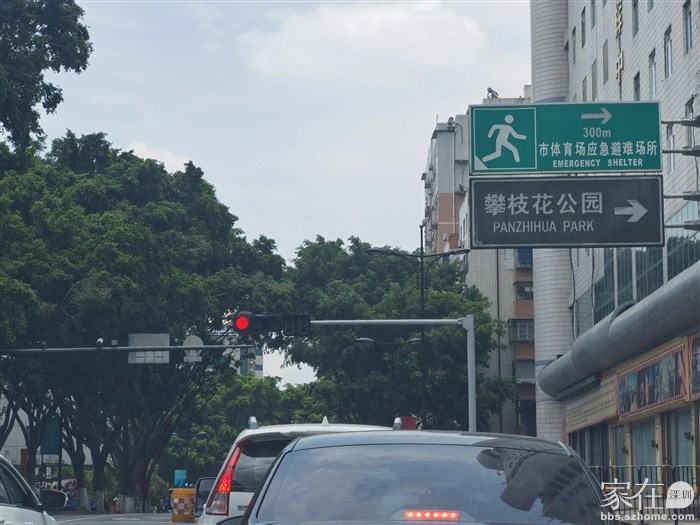 300m
市体育场应急避难场所
EMERGENCY SHELTER
攀枝花公园
PANZHIHUA PARK
家在深圳
bbs.szhome.com